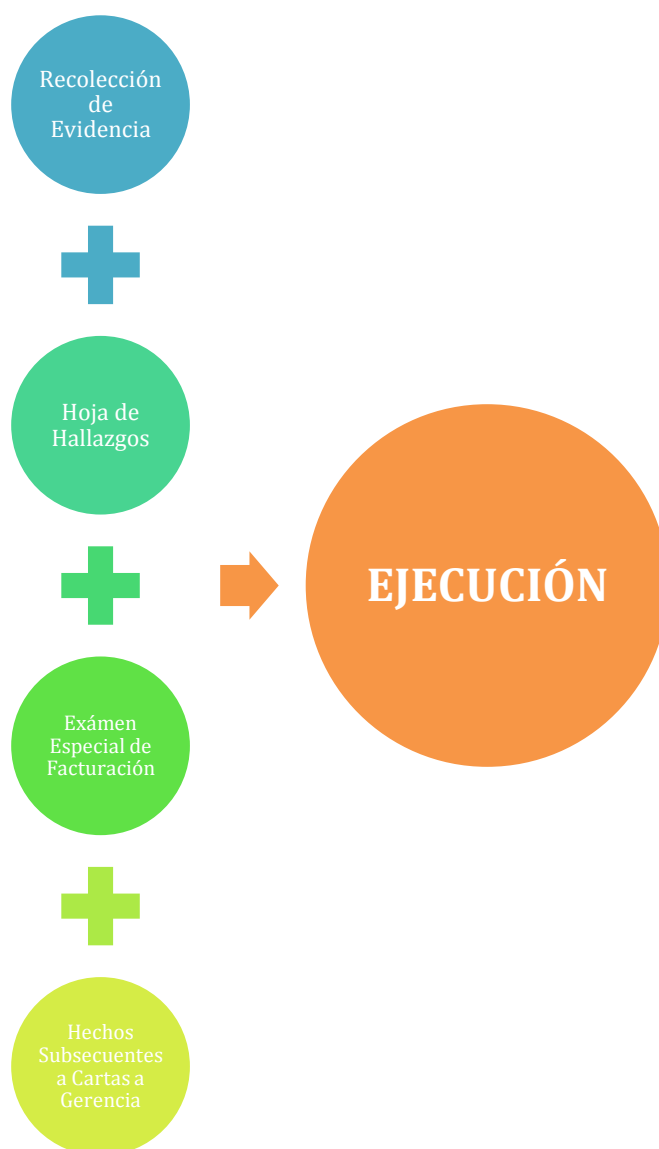 Recolección
de
Evidencia
Hoja de
Hallazgos
EJECUCIÓN
Exámen
Especial de
Facturación
Hechos
Subsecuentes
a Cartas a
Gerencia